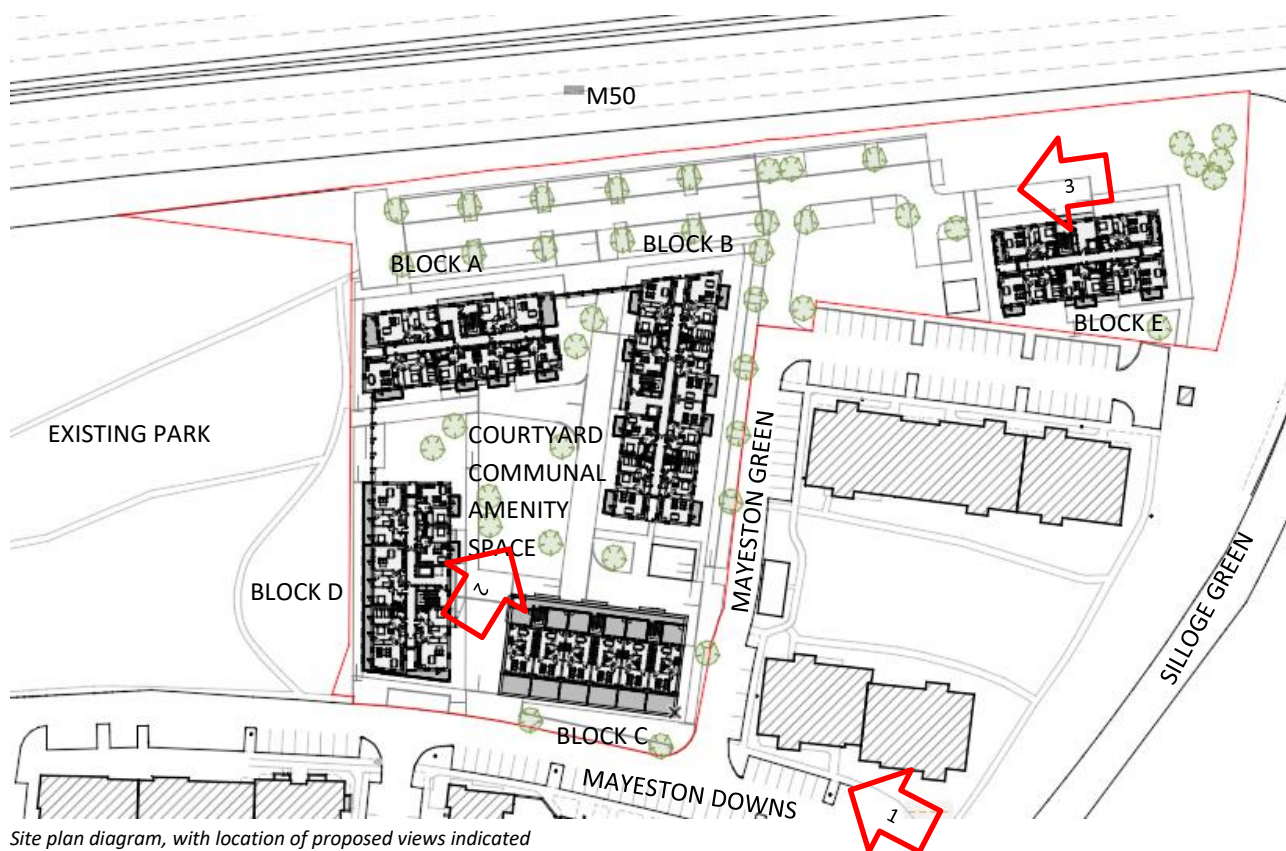 M50
3
BLOCK B
BLOCK A
BLOCK E
EXISTING PARK
COURTYARD
COMMUNAL
AMENITY
SPACE
MAYESTON GREEN
BLOCK D
2
SILLOGE GREEN
BLOCK C
MAYESTON DOWNS
1
Site plan diagram, with location of proposed views indicated